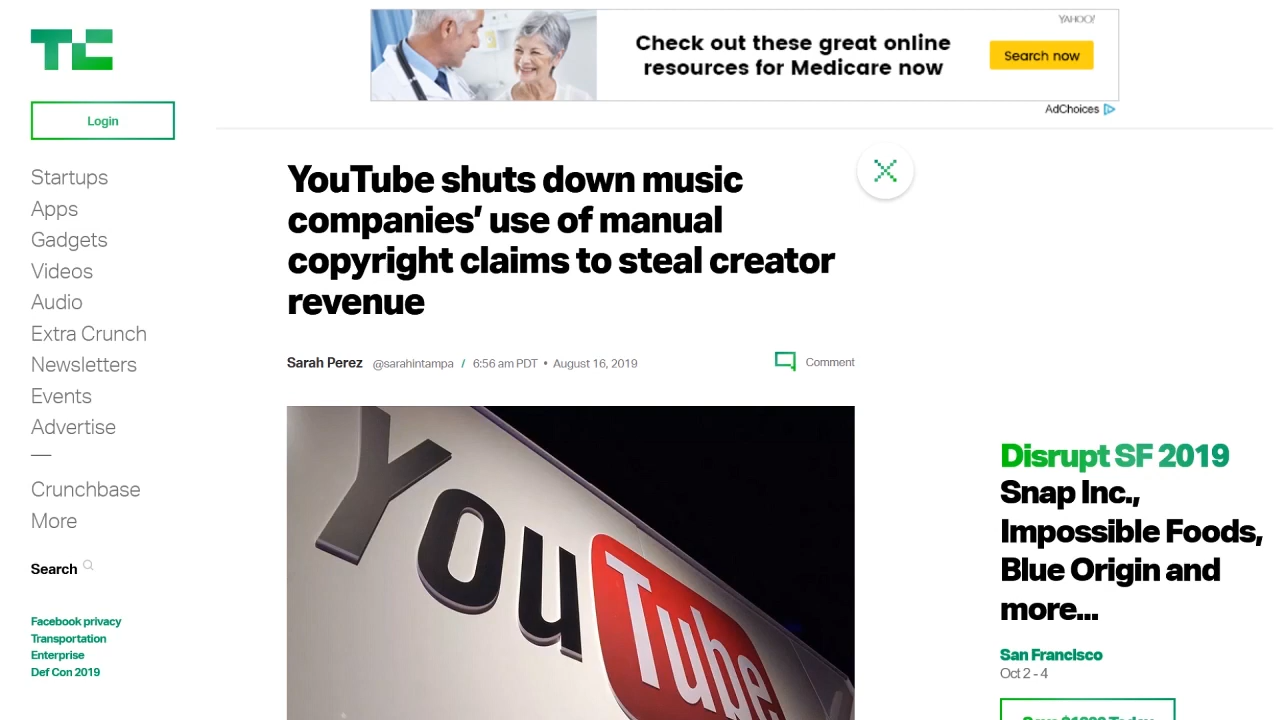 TC
YAHOO!
Check out these great online
resources for Medicare now
Search now
AdChoices
Login
Startups
Apps
Gadgets
Videos
Audio
Extra Crunch
Newsletters
Events
Advertise
—
Crunchbase
More
Search
Facebook privacy
Transportation
Enterprise
Def Con 2019
YouTube shuts down music
companies’ use of manual
copyright claims to steal creator
revenue
Sarah Perez @sarahintampa / 6:56 am PDT • August 16, 2019
Comment
YouTube
Disrupt SF 2019
Snap Inc.,
Impossible Foods,
Blue Origin and
more...
San Francisco
Oct 2 - 4